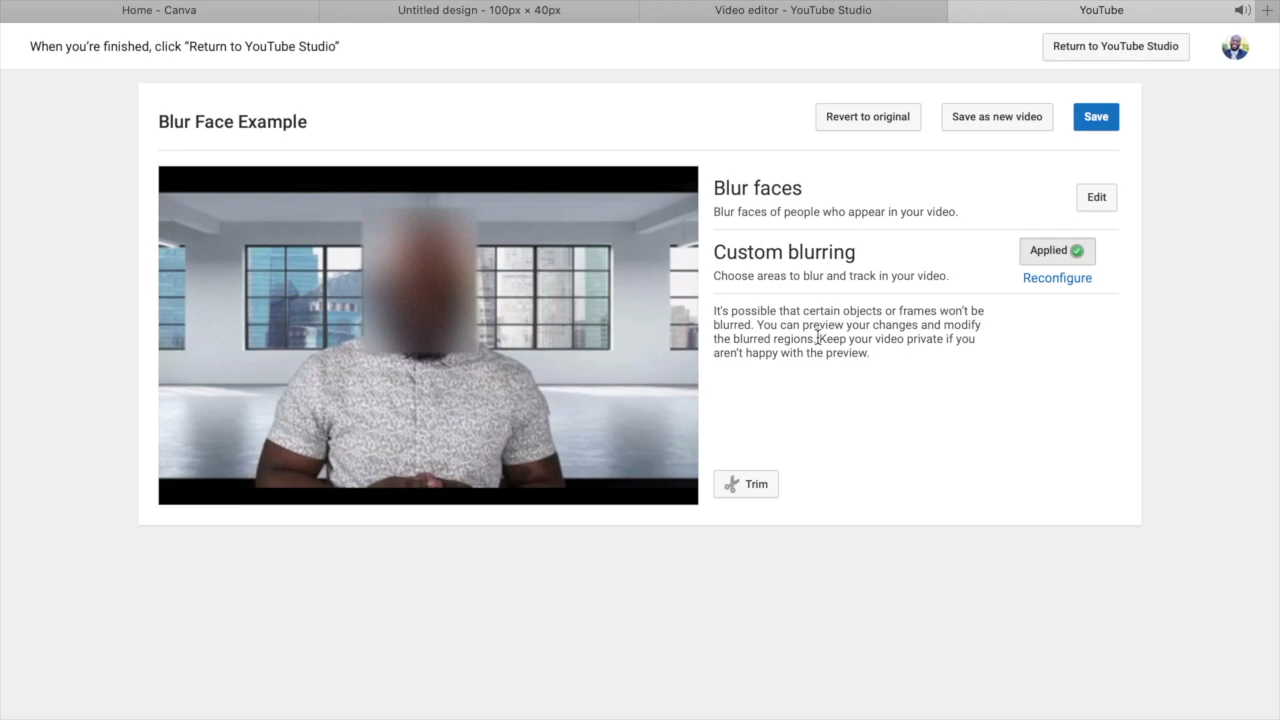 Home - Canva
Untitled design - 100px × 40px
Video editor - YouTube Studio
YouTube
When you’re finished, click “Return to YouTube Studio”
Return to YouTube Studio
Blur Face Example
Revert to original
Save as new video
Save
Blur faces
Edit
Blur faces of people who appear in your video.
Custom blurring
Applied
Choose areas to blur and track in your video.
Reconfigure
It's possible that certain objects or frames won’t be
blurred. You can preview your changes and modify
the blurred regions. Keep your video private if you
aren’t happy with the preview.
Trim